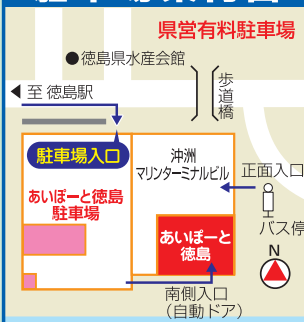 県営有料駐車場
●徳島県水産会館
◀ 至 徳島駅
歩道橋
駐車場入口
沖洲
マリンターミナルビル
正面入口
あいぽーと徳島
駐車場
バス停
あいぽーと
徳島
N
南側入口
(自動ドア)